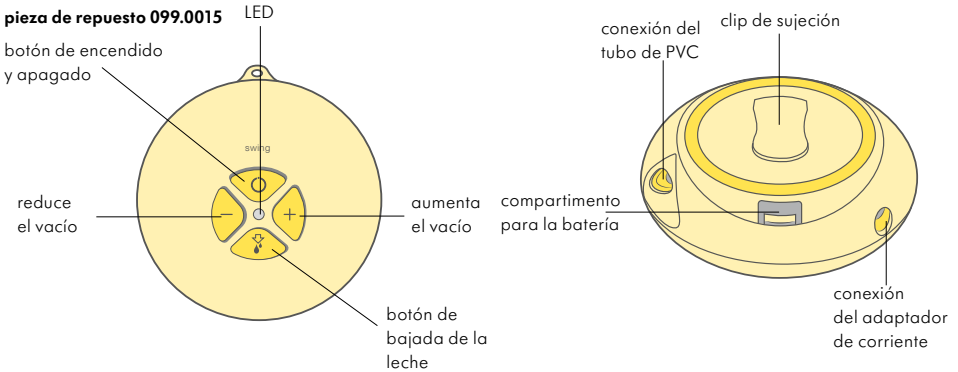 pieza de repuesto 099.0015
LED
botón de encendido
y apagado
swing
reduce
el vacío
aumenta
el vacío
botón de
bajada de la
leche
conexión del
tubo de PVC
clip de sujeción
compartimento
para la batería
conexión
del adaptador
de corriente